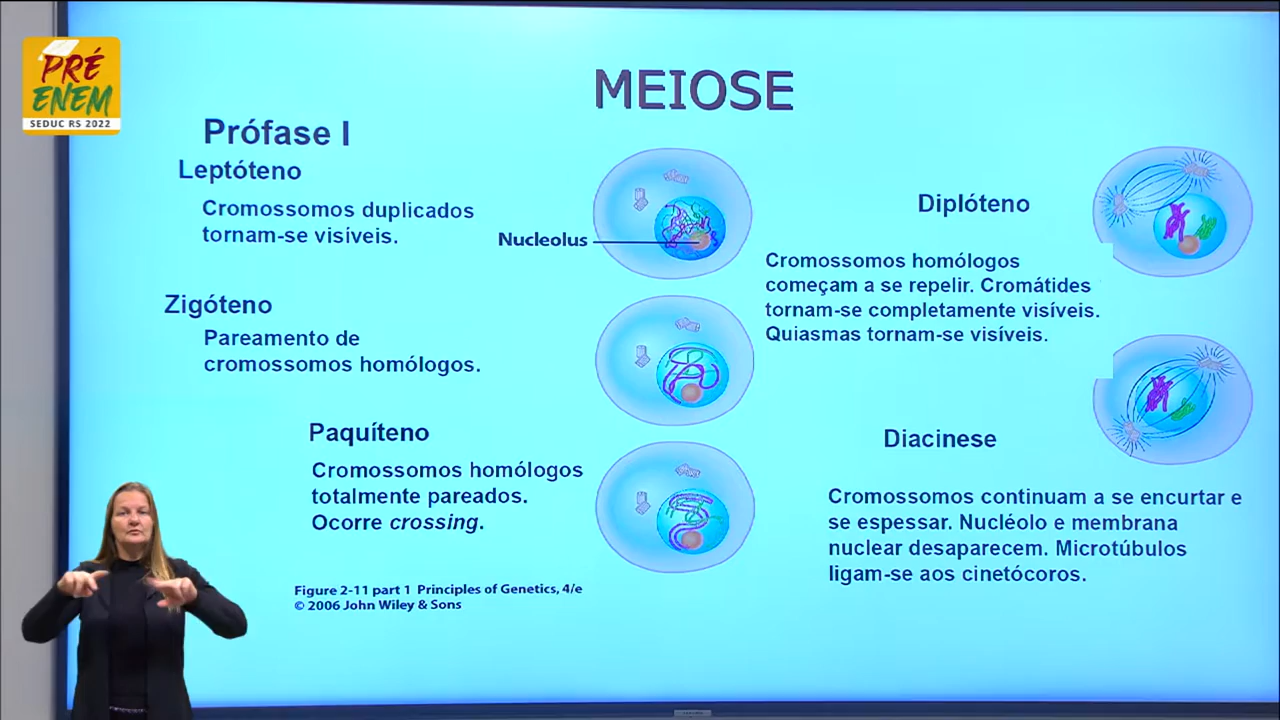 PRÉ
ENEM
SEDUC RS 2022
MEIOSE
Prófase I
Leptóteno
Cromossomos duplicados
tornam-se visíveis.
Nucleolus
Zigóteno
Pareamento de
cromossomos homólogos.
Paquíteno
Cromossomos homólogos
totalmente pareados.
Ocorre crossing.
Figure 2-11 part 1 Principles of Genetics, 4/e
© 2006 John Wiley & Sons
Diplóteno
Cromossomos homólogos
começam a se repelir. Cromátides
tornam-se completamente visíveis.
Quiasmas tornam-se visíveis.
Diacinese
Cromossomos continuam a se encurtar e
se espessar. Nucléolo e membrana
nuclear desaparecem. Microtúbulos
ligam-se aos cinetócoros.